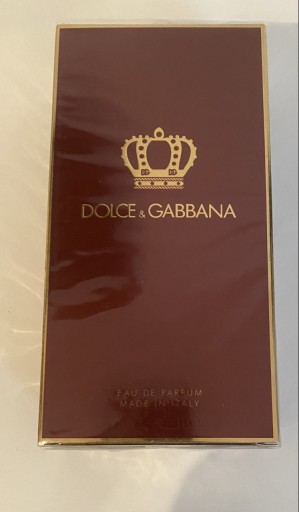 DOLCE & GABBANA
EAU DE PARFUM
MADE IN ITALY